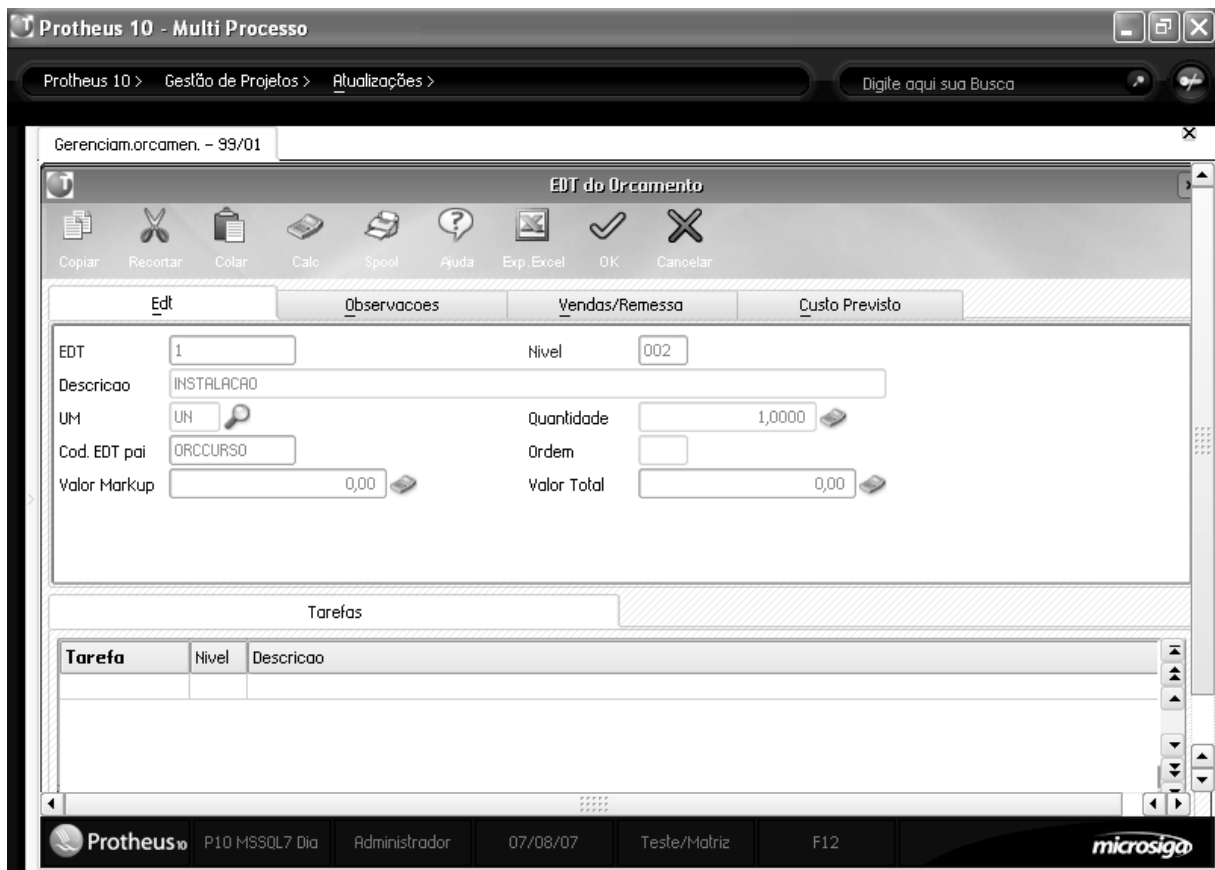 Protheus 10 - Multi Processo
Protheus 10 > Gestão de Projetos > Atualizações > Digite aqui sua Busca
Gerenciam.orcamen. - 99/01
EDT do Orcamento
Copiar Recortar Colar Calc Spool Ajuda Exp.Excel OK Cancelar
Edt Observacoes Vendas/Remessa Custo Previsto
EDT 1 Nivel 002
Descricao INSTALACAO
UM UN Quantidade 1,0000
Cod. EDT pai ORCCURSO Ordem
Valor Markup 0,00 Valor Total 0,00
Tarefas
Tarefa Nivel Descricao
Protheus10 P10 MSSQL7 Dia Administrador 07/08/07 Teste/Matriz F12 microsiga